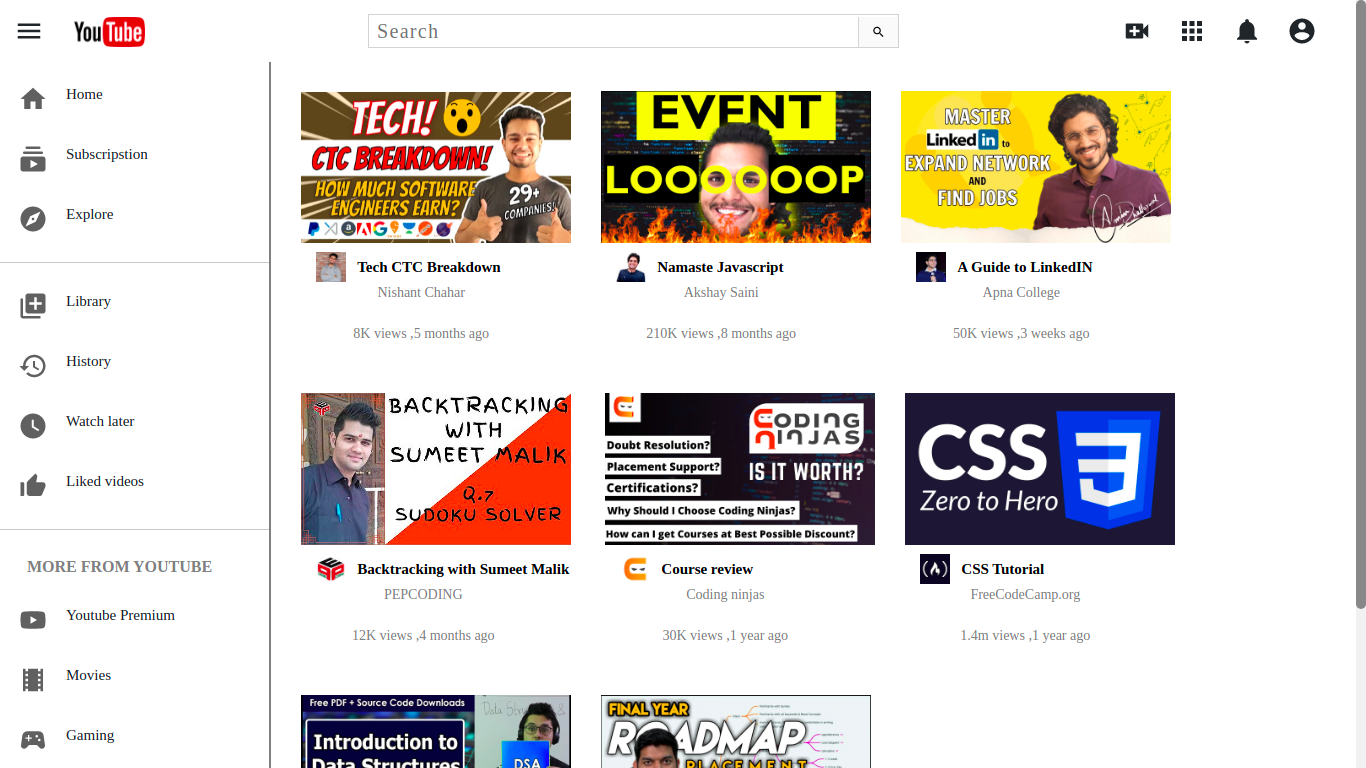 YouTube
Search
Home
Subscripstion
Explore
Library
History
Watch later
Liked videos
MORE FROM YOUTUBE
Youtube Premium
Movies
Gaming
TECH!
CTC BREAKDOWN!
HOW MUCH SOFTWARE
ENGINEERS EARN?
29+
COMPANIES!
Tech CTC Breakdown
Nishant Chahar
8K views ,5 months ago
EVENT
LOOOOOOP
Namaste Javascript
Akshay Saini
210K views ,8 months ago
MASTER
Linked in to
EXPAND NETWORK
AND
FIND JOBS
A Guide to LinkedIN
Apna College
50K views ,3 weeks ago
BACKTRACKING
WITH
SUMEET MALIK
Q.7
SUDOKU SOLVER
Backtracking with Sumeet Malik
PEPCODING
12K views ,4 months ago
CODING
NINJAS
IS IT WORTH?
Doubt Resolution?
Placement Support?
Certifications?
Why Should I Choose Coding Ninjas?
How can I get Courses at Best Possible Discount?
Course review
Coding ninjas
30K views ,1 year ago
CSS
Zero to Hero
CSS Tutorial
FreeCodeCamp.org
1.4m views ,1 year ago
Free PDF + Source Code Downloads
Introduction to
Data Structures
DSA
FINAL YEAR
ROADMAP
PLACEMENT